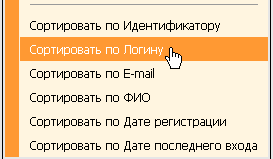 Сортировать по Идентификатору
Сортировать по Логину
Сортировать по E-mail
Сортировать по ФИО
Сортировать по Дате регистрации
Сортировать по Дате последнего входа